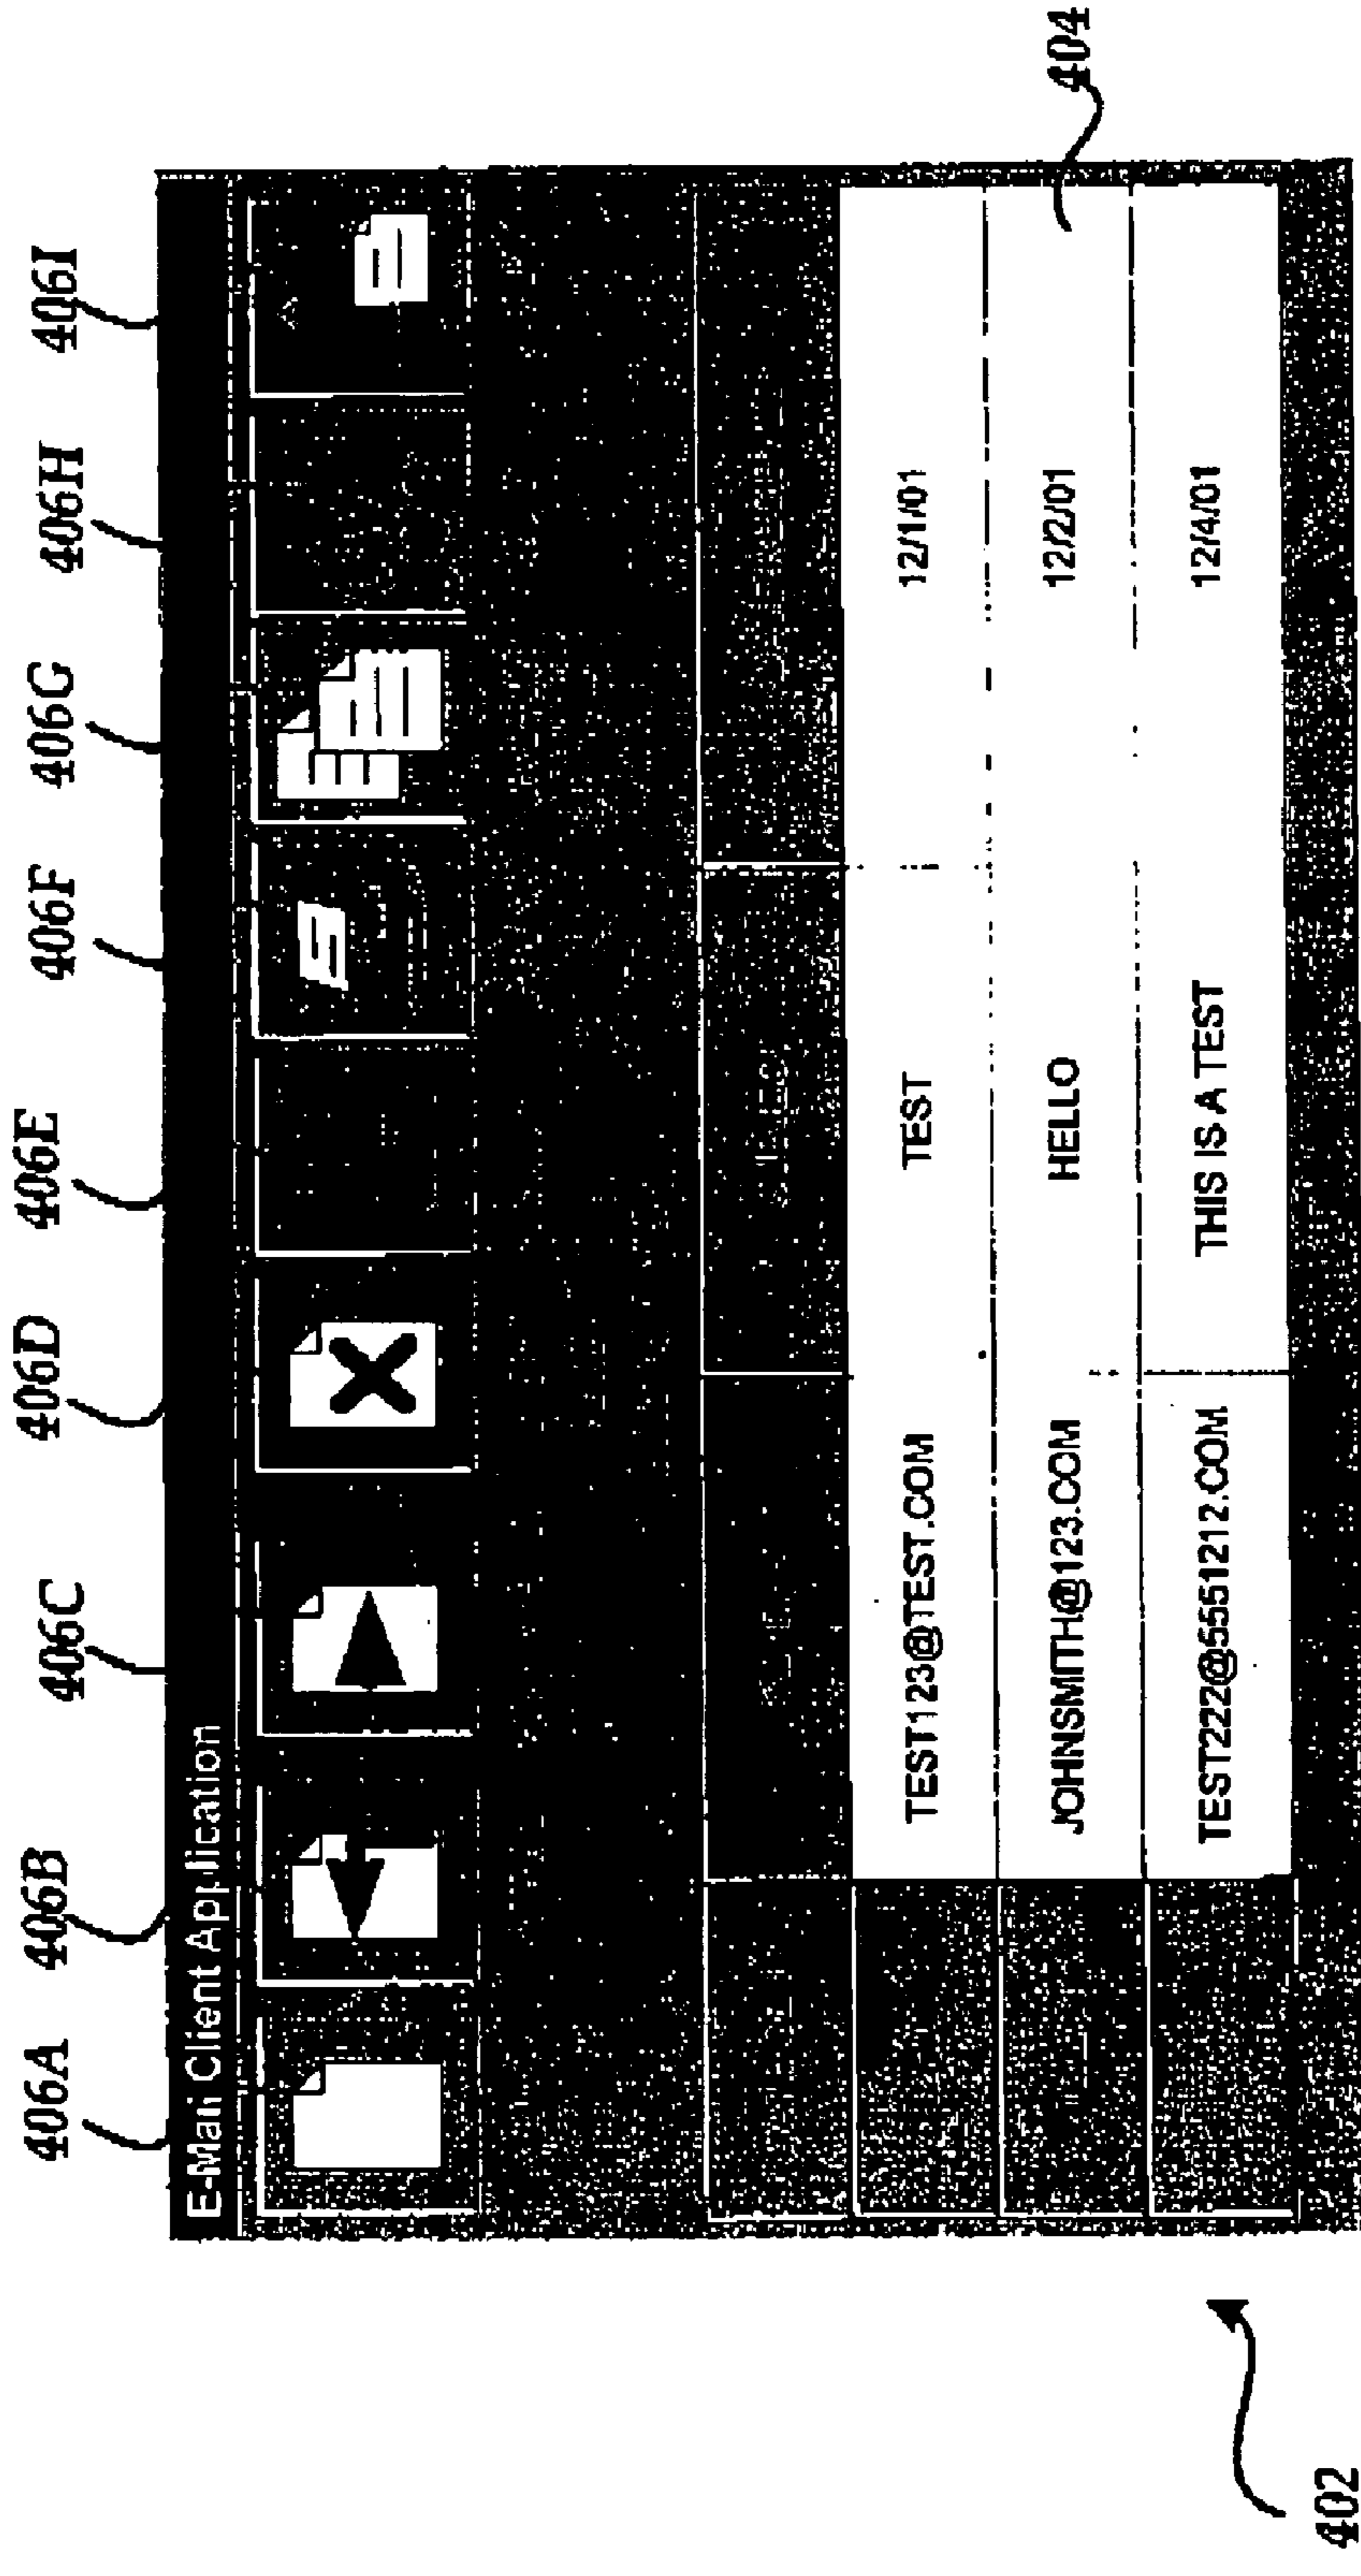 406A 406B 406C 406D 406E 406F 406G 406H 406I
E-Mail Client Application
TEST123@TEST.COM TEST 12/1/01
JOHNSMITH@123.COM HELLO 12/2/01
TEST222@5551212.COM THIS IS A TEST 12/4/01
404
402